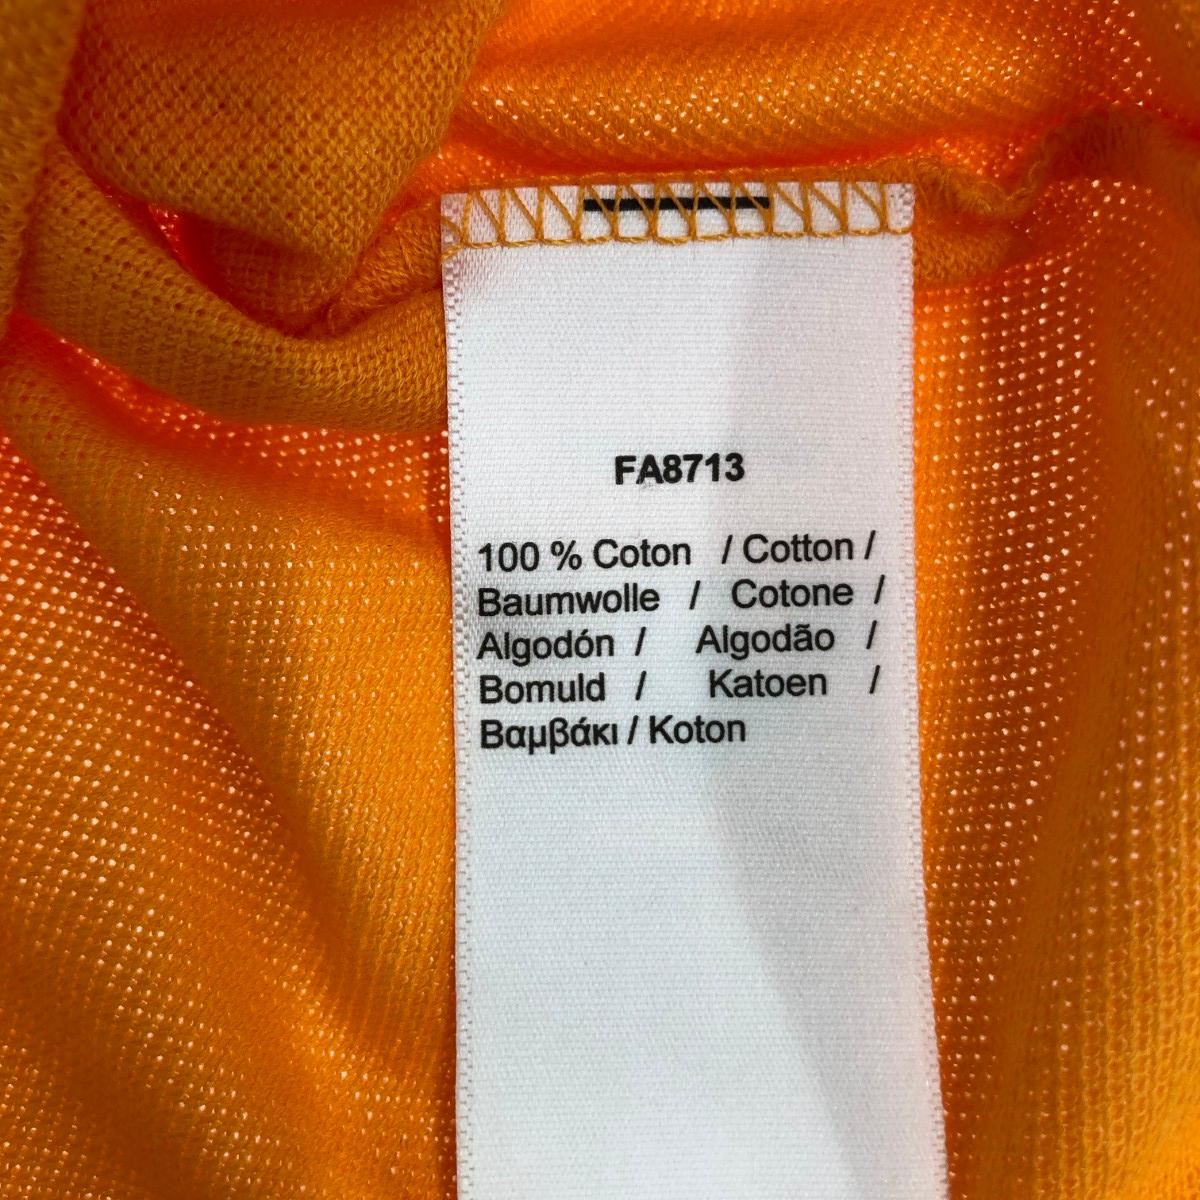 FA8713
100 % Coton / Cotton /
Baumwolle / Cotone /
Algodón / Algodão /
Bomuld / Katoen /
Βαμβάκι / Koton